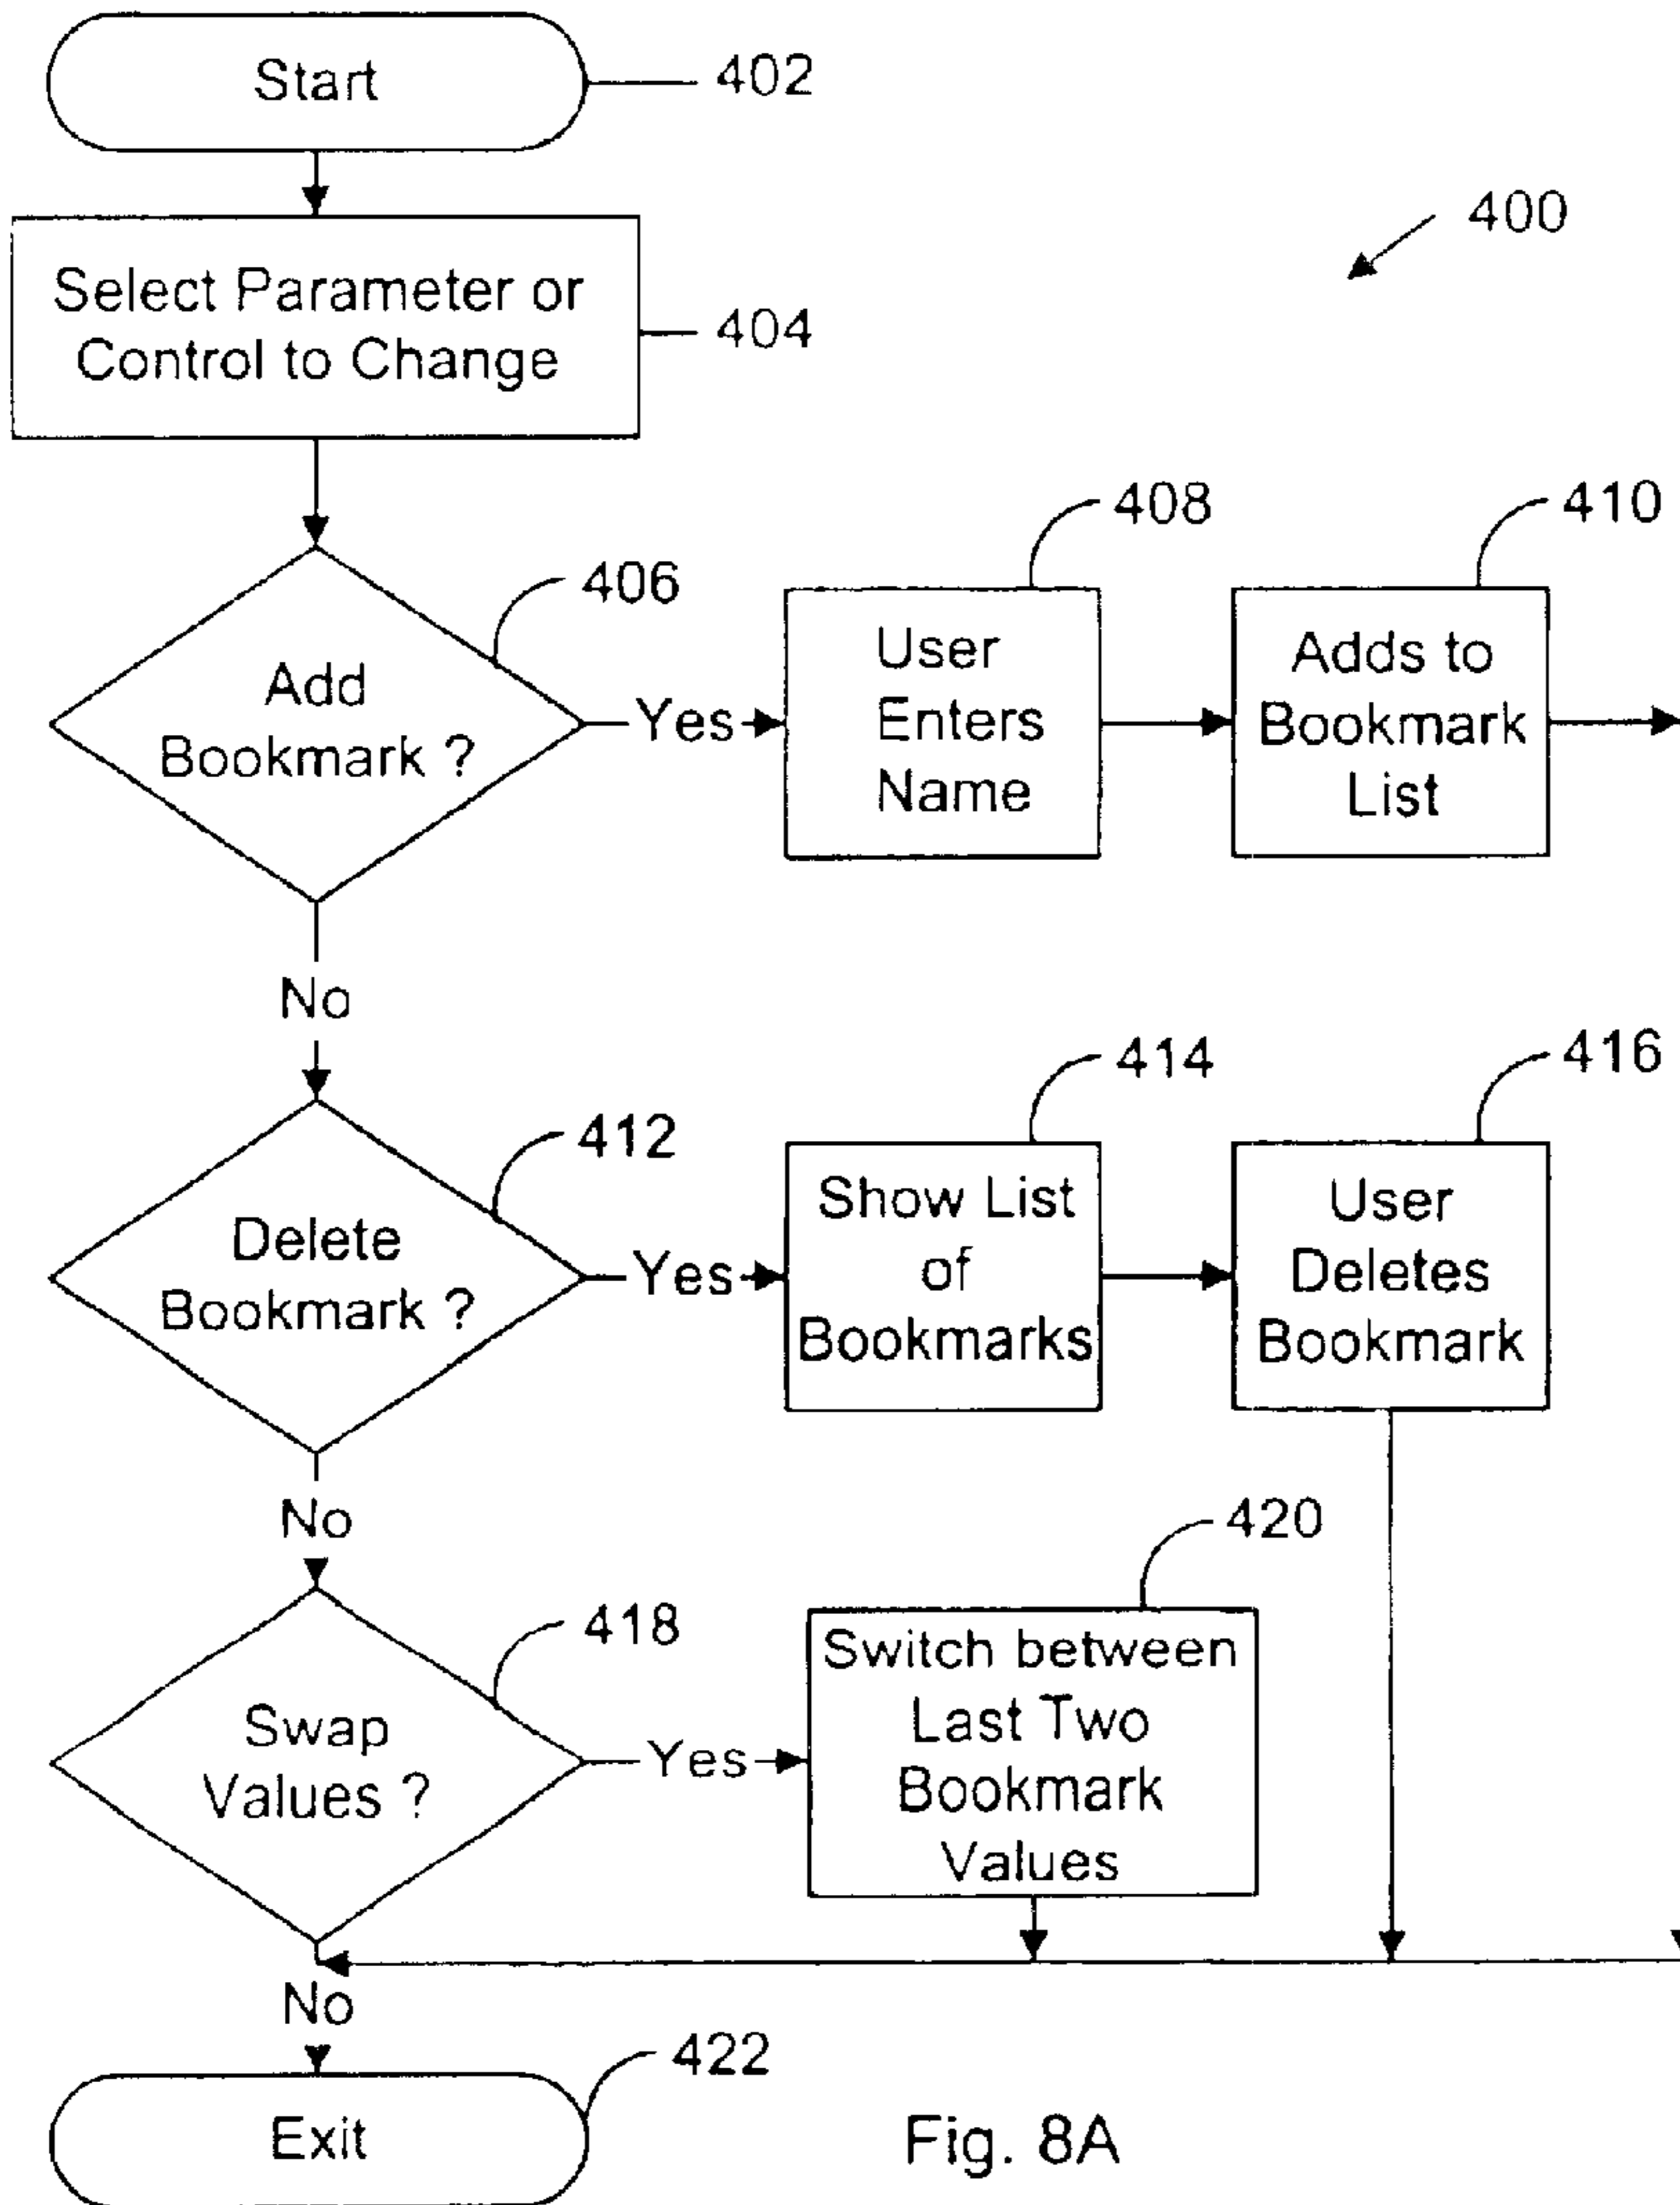 Start
402
400
Select Parameter or
Control to Change
404
406
Add
Bookmark ?
Yes
408
User
Enters
Name
410
Adds to
Bookmark
List
No
412
Delete
Bookmark ?
Yes
414
Show List
of
Bookmarks
416
User
Deletes
Bookmark
No
418
Swap
Values ?
Yes
420
Switch between
Last Two
Bookmark
Values
No
422
Exit
Fig. 8A